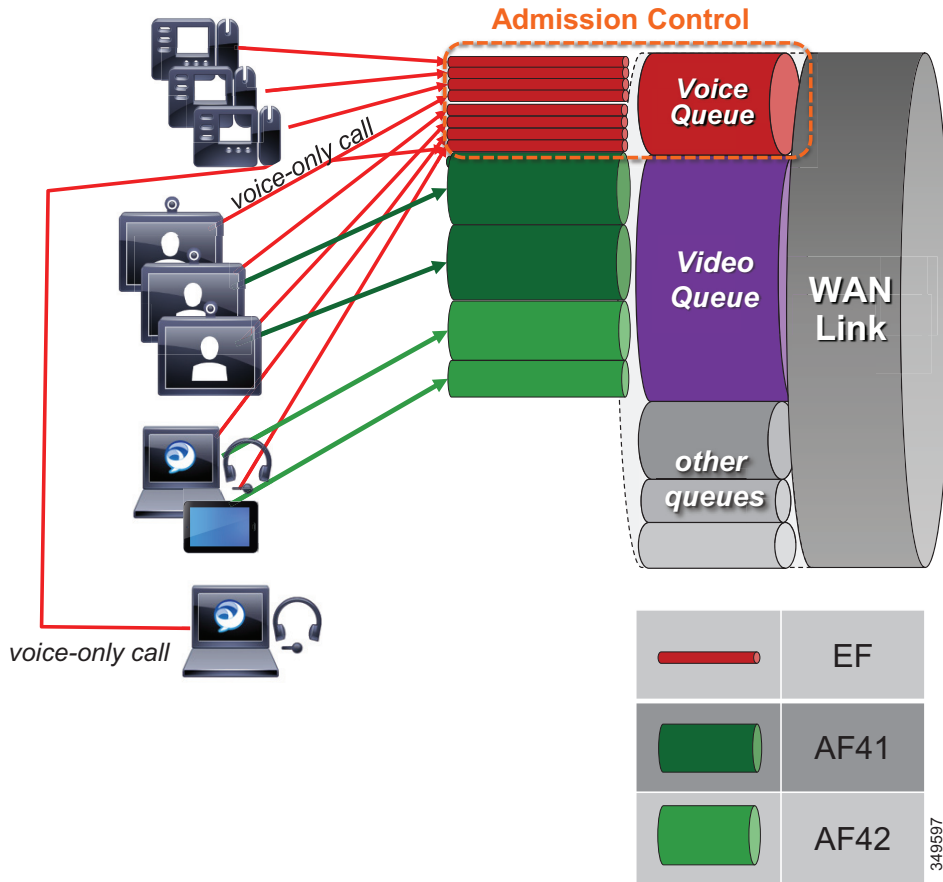 Admission Control
Voice
Queue
voice-only call
Video
Queue
WAN
Link
other
queues
voice-only call
EF
AF41
AF42
349597